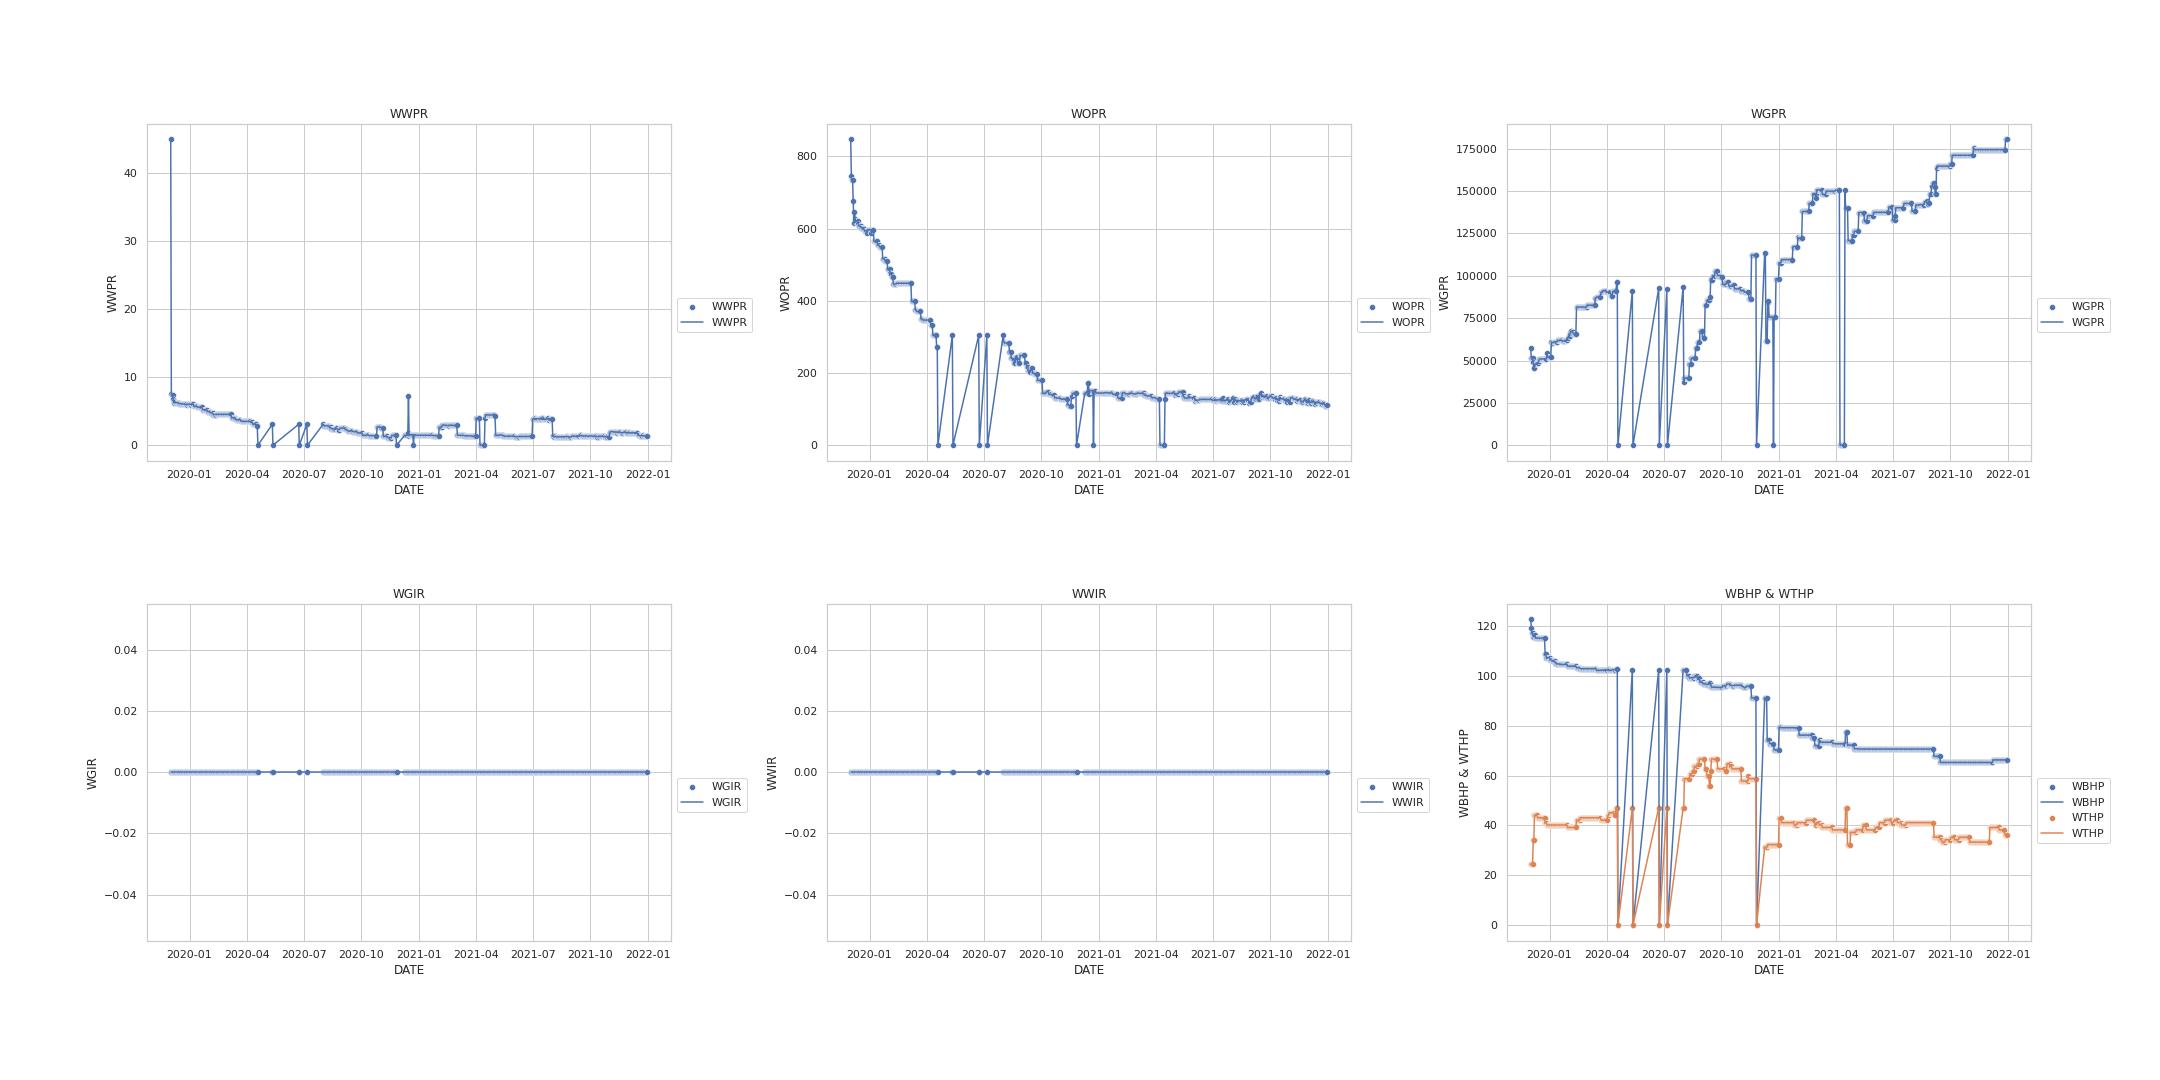 WWPR
WWPR
40
30
20
10
0
2020-01 2020-04 2020-07 2020-10 2021-01 2021-04 2021-07 2021-10 2022-01
DATE
WWPR
WWPR
WOPR
WOPR
800
600
400
200
0
2020-01 2020-04 2020-07 2020-10 2021-01 2021-04 2021-07 2021-10 2022-01
DATE
WOPR
WOPR
WGPR
WGPR
175000
150000
125000
100000
75000
50000
25000
0
2020-01 2020-04 2020-07 2020-10 2021-01 2021-04 2021-07 2021-10 2022-01
DATE
WGPR
WGPR
WGIR
WGIR
0.04
0.02
0.00
−0.02
−0.04
2020-01 2020-04 2020-07 2020-10 2021-01 2021-04 2021-07 2021-10 2022-01
DATE
WGIR
WGIR
WWIR
WWIR
0.04
0.02
0.00
−0.02
−0.04
2020-01 2020-04 2020-07 2020-10 2021-01 2021-04 2021-07 2021-10 2022-01
DATE
WWIR
WWIR
WBHP & WTHP
WBHP & WTHP
120
100
80
60
40
20
0
2020-01 2020-04 2020-07 2020-10 2021-01 2021-04 2021-07 2021-10 2022-01
DATE
WBHP
WBHP
WTHP
WTHP